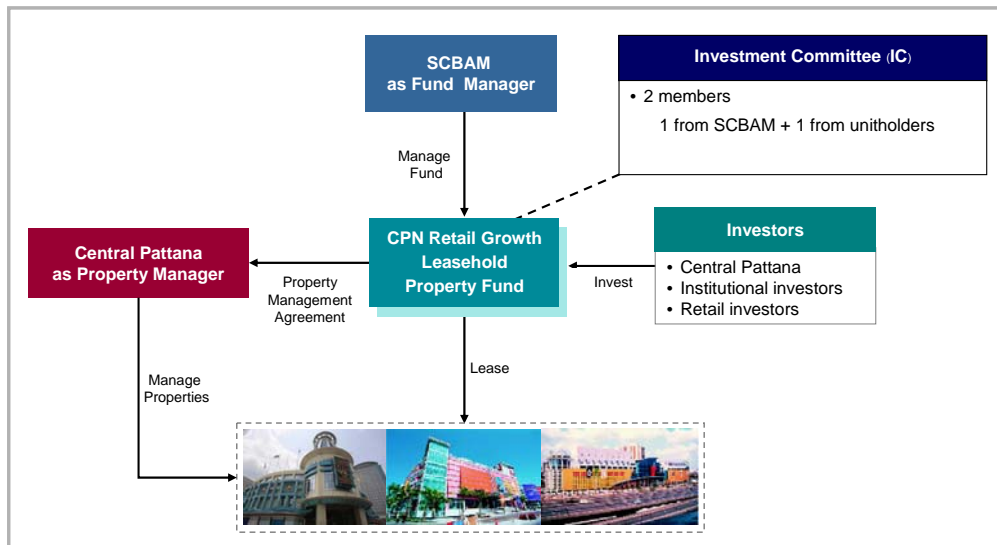 SCBAM
as Fund Manager
Investment Committee (IC)
• 2 members
1 from SCBAM + 1 from unitholders
Manage
Fund
Central Pattana
as Property Manager
CPN Retail Growth
Leasehold
Property Fund
Investors
• Central Pattana
• Institutional investors
• Retail investors
Property
Management
Agreement
Invest
Lease
Manage
Properties